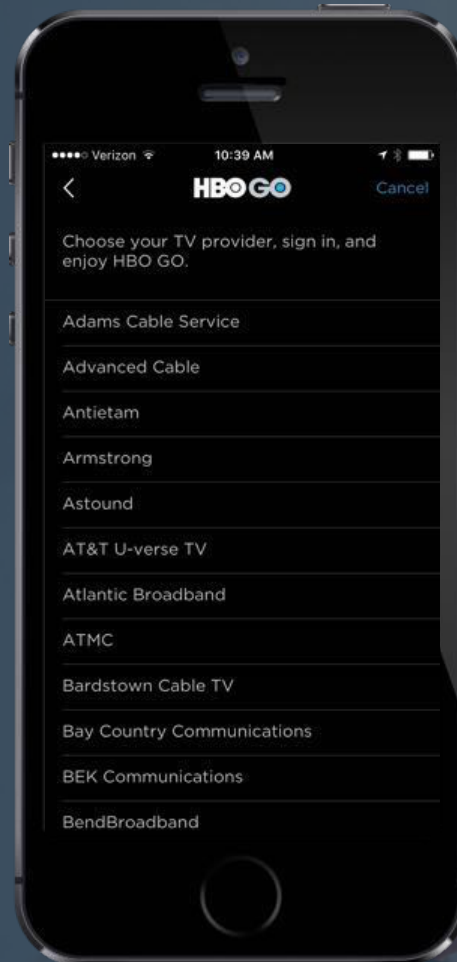 Verizon 10:39 AM
HBO GO Cancel
Choose your TV provider, sign in, and
enjoy HBO GO.
Adams Cable Service
Advanced Cable
Antietam
Armstrong
Astound
AT&T U-verse TV
Atlantic Broadband
ATMC
Bardstown Cable TV
Bay Country Communications
BEK Communications
BendBroadband